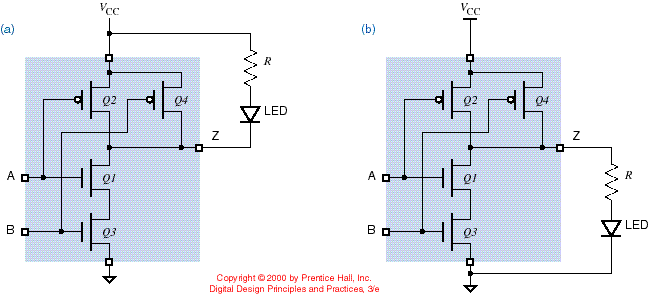 (a)
VCC
R
LED
Q2
Q4
Z
A
Q1
B
Q3
(b)
VCC
Q2
Q4
Z
A
Q1
R
B
Q3
LED
Copyright © 2000 by Prentice Hall, Inc.
Digital Design Principles and Practices, 3/e